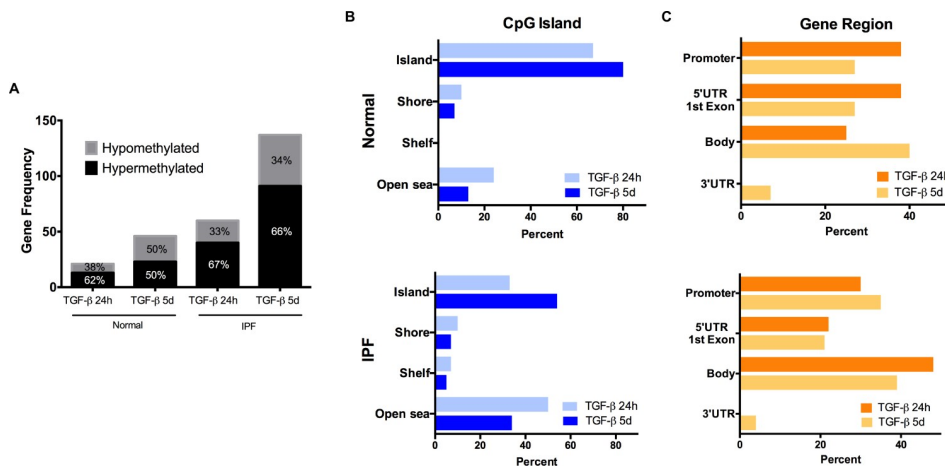 A
Gene Frequency
150
100
50
0
Hypomethylated
Hypermethylated
38%
62%
50%
50%
33%
67%
34%
66%
TGF-β 24h
TGF-β 5d
TGF-β 24h
TGF-β 5d
Normal
IPF
B
CpG Island
Normal
Island
Shore
Shelf
Open sea
TGF-β 24h
TGF-β 5d
0
20
40
60
80
Percent
IPF
Island
Shore
Shelf
Open sea
TGF-β 24h
TGF-β 5d
0
20
40
60
80
Percent
C
Gene Region
Promoter
5'UTR
1st Exon
Body
3'UTR
TGF-β 24h
TGF-β 5d
0
20
40
Percent
Promoter
5'UTR
1st Exon
Body
3'UTR
TGF-β 24h
TGF-β 5d
0
20
40
Percent